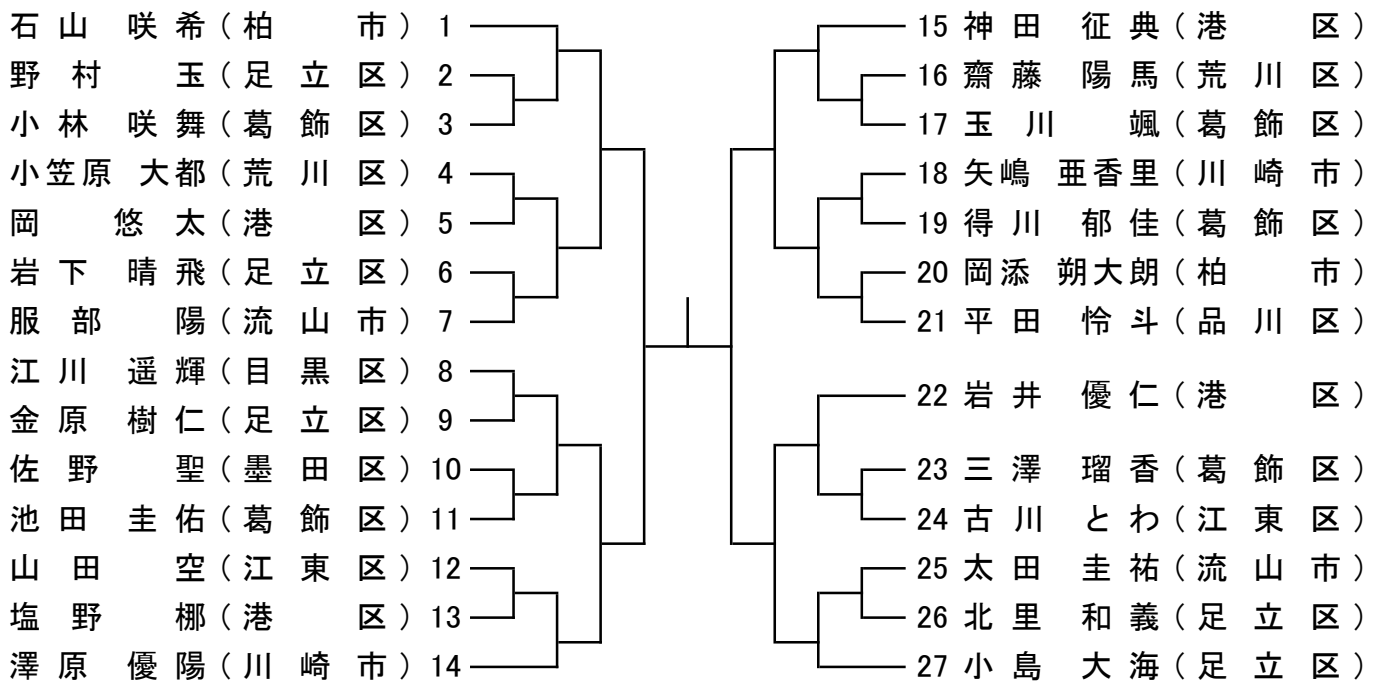 石山 咲希(柏 市) 1
野村 玉(足立区) 2
小林 咲舞(葛飾区) 3
小笠原 大都(荒川区) 4
岡 悠太(港 区) 5
岩下 晴飛(足立区) 6
服部 陽(流山市) 7
江川 遥輝(目黒区) 8
金原 樹仁(足立区) 9
佐野 聖(墨田区) 10
池田 圭佑(葛飾区) 11
山田 空(江東区) 12
塩野 梛(港 区) 13
澤原 優陽(川崎市) 14
15 神田 征典(港 区)
16 齋藤 陽馬(荒川区)
17 玉川 颯(葛飾区)
18 矢嶋 亜香里(川崎市)
19 得川 郁佳(葛飾区)
20 岡添 朔大朗(柏 市)
21 平田 怜斗(品川区)
22 岩井 優仁(港 区)
23 三澤 瑠香(葛飾区)
24 古川 とわ(江東区)
25 太田 圭祐(流山市)
26 北里 和義(足立区)
27 小島 大海(足立区)